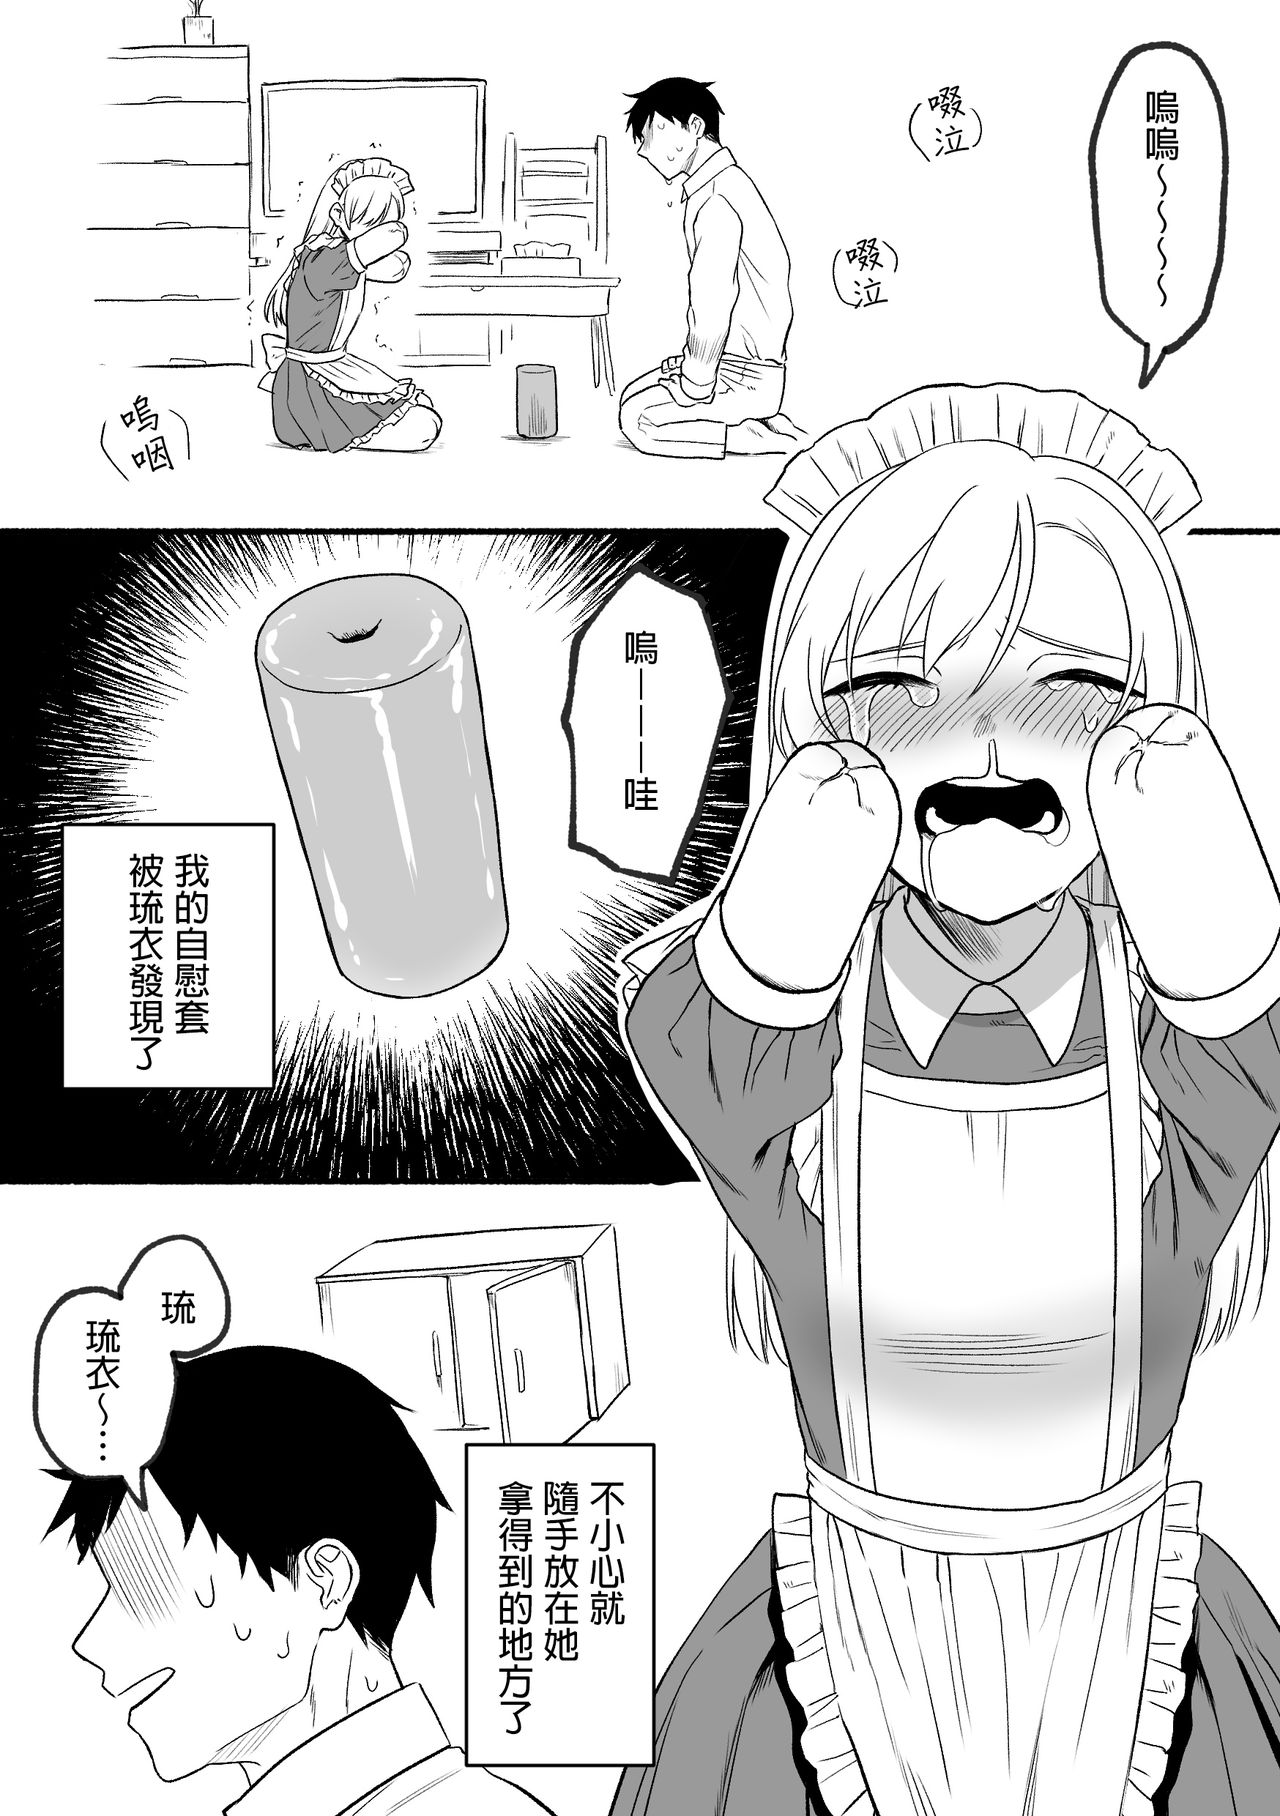 嗚嗚～～～～
啜泣
啜泣
嗚咽
嗚———哇
我的自慰套
被琉衣發現了
琉
琉衣～⋯⋯
不小心就
隨手放在她
拿得到的地方了